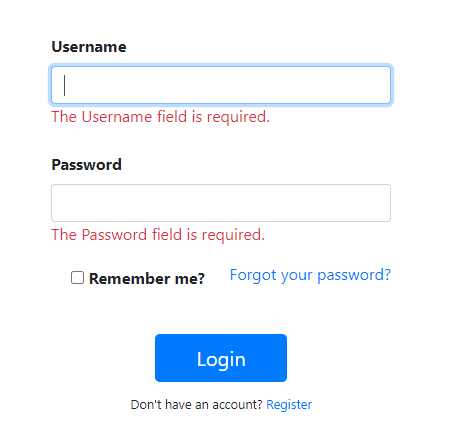 Username
The Username field is required.
Password
The Password field is required.
Remember me? Forgot your password?
Login
Don't have an account? Register